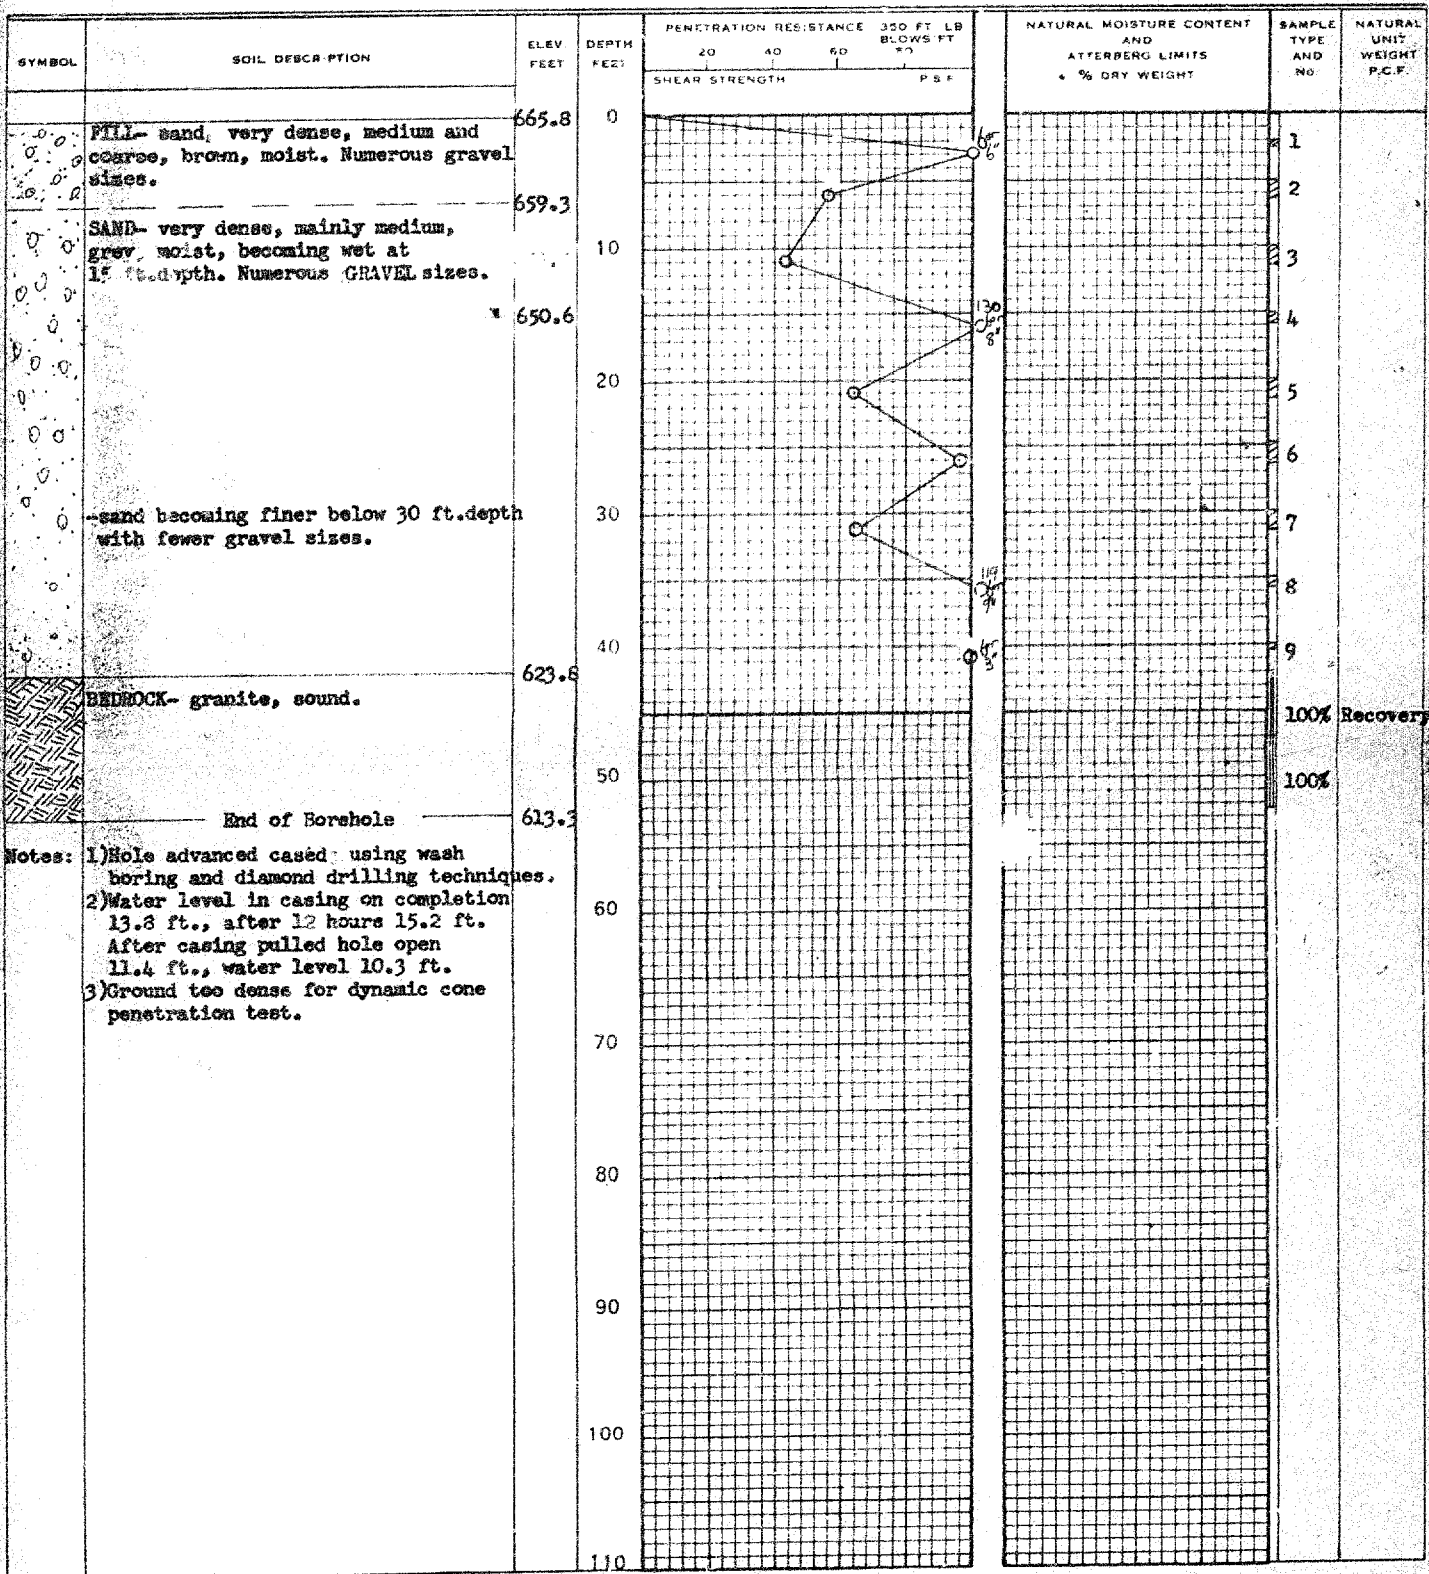 SYMBOL
SOIL DESCRIPTION
ELEV. FEET
DEPTH FEET
PENETRATION RESISTANCE 350 FT LB
BLOWS/FT
20 40 60
SHEAR STRENGTH P.S.F.
NATURAL MOISTURE CONTENT
AND
ATTERBERG LIMITS
% DRY WEIGHT
SAMPLE
TYPE
AND
No.
NATURAL
UNIT
WEIGHT
P.C.F.
665.8
0
FILL- sand, very dense, medium and
coarse, brown, moist. Numerous gravel
sizes.
1
2
659.3
SAND- very dense, mainly medium,
grey, moist, becoming wet at
ft.depth. Numerous GRAVEL sizes.
10
3
650.6
130
8"
4
20
5
6
-sand becoming finer below 30 ft.depth
with fewer gravel sizes.
30
7
8
40
3"
9
623.8
BEDROCK- granite, sound.
100% Recovery
50
100%
End of Borehole
613.3
Notes: 1)Hole advanced cased using wash
boring and diamond drilling techniques.
2)Water level in casing on completion
13.8 ft., after 12 hours 15.2 ft.
After casing pulled hole open
11.4 ft., water level 10.3 ft.
3)Ground too dense for dynamic cone
penetration test.
60
70
80
90
100
110